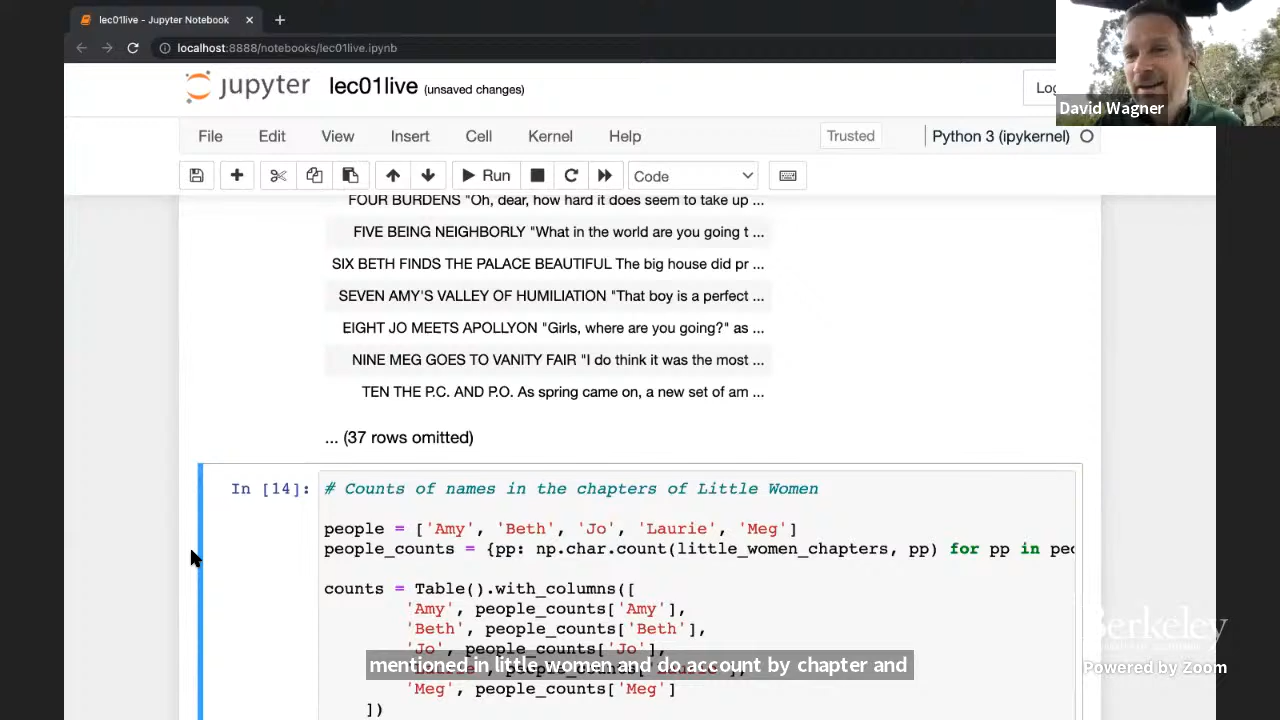 lec01live - Jupyter Notebook
localhost:8888/notebooks/lec01live.ipynb
jupyter lec01live (unsaved changes)
David Wagner
File Edit View Insert Cell Kernel Help Trusted Python 3 (ipykernel)
Run Code
FOUR BURDENS "Oh, dear, how hard it does seem to take up ...
FIVE BEING NEIGHBORLY "What in the world are you going t ...
SIX BETH FINDS THE PALACE BEAUTIFUL The big house did pr ...
SEVEN AMY'S VALLEY OF HUMILIATION "That boy is a perfect ...
EIGHT JO MEETS APOLLYON "Girls, where are you going?" as ...
NINE MEG GOES TO VANITY FAIR "I do think it was the most ...
TEN THE P.C. AND P.O. As spring came on, a new set of am ...
... (37 rows omitted)
In [14]: # Counts of names in the chapters of Little Women
people = ['Amy', 'Beth', 'Jo', 'Laurie', 'Meg']
people_counts = {pp: np.char.count(little_women_chapters, pp) for pp in
counts = Table().with_columns([
'Amy', people_counts['Amy'],
'Beth', people_counts['Beth'],
'Jo', people_counts['Jo'],
mentioned in little women and do account by chapter and
'Meg', people_counts['Meg']
])
Berkeley
Powered by Zoom